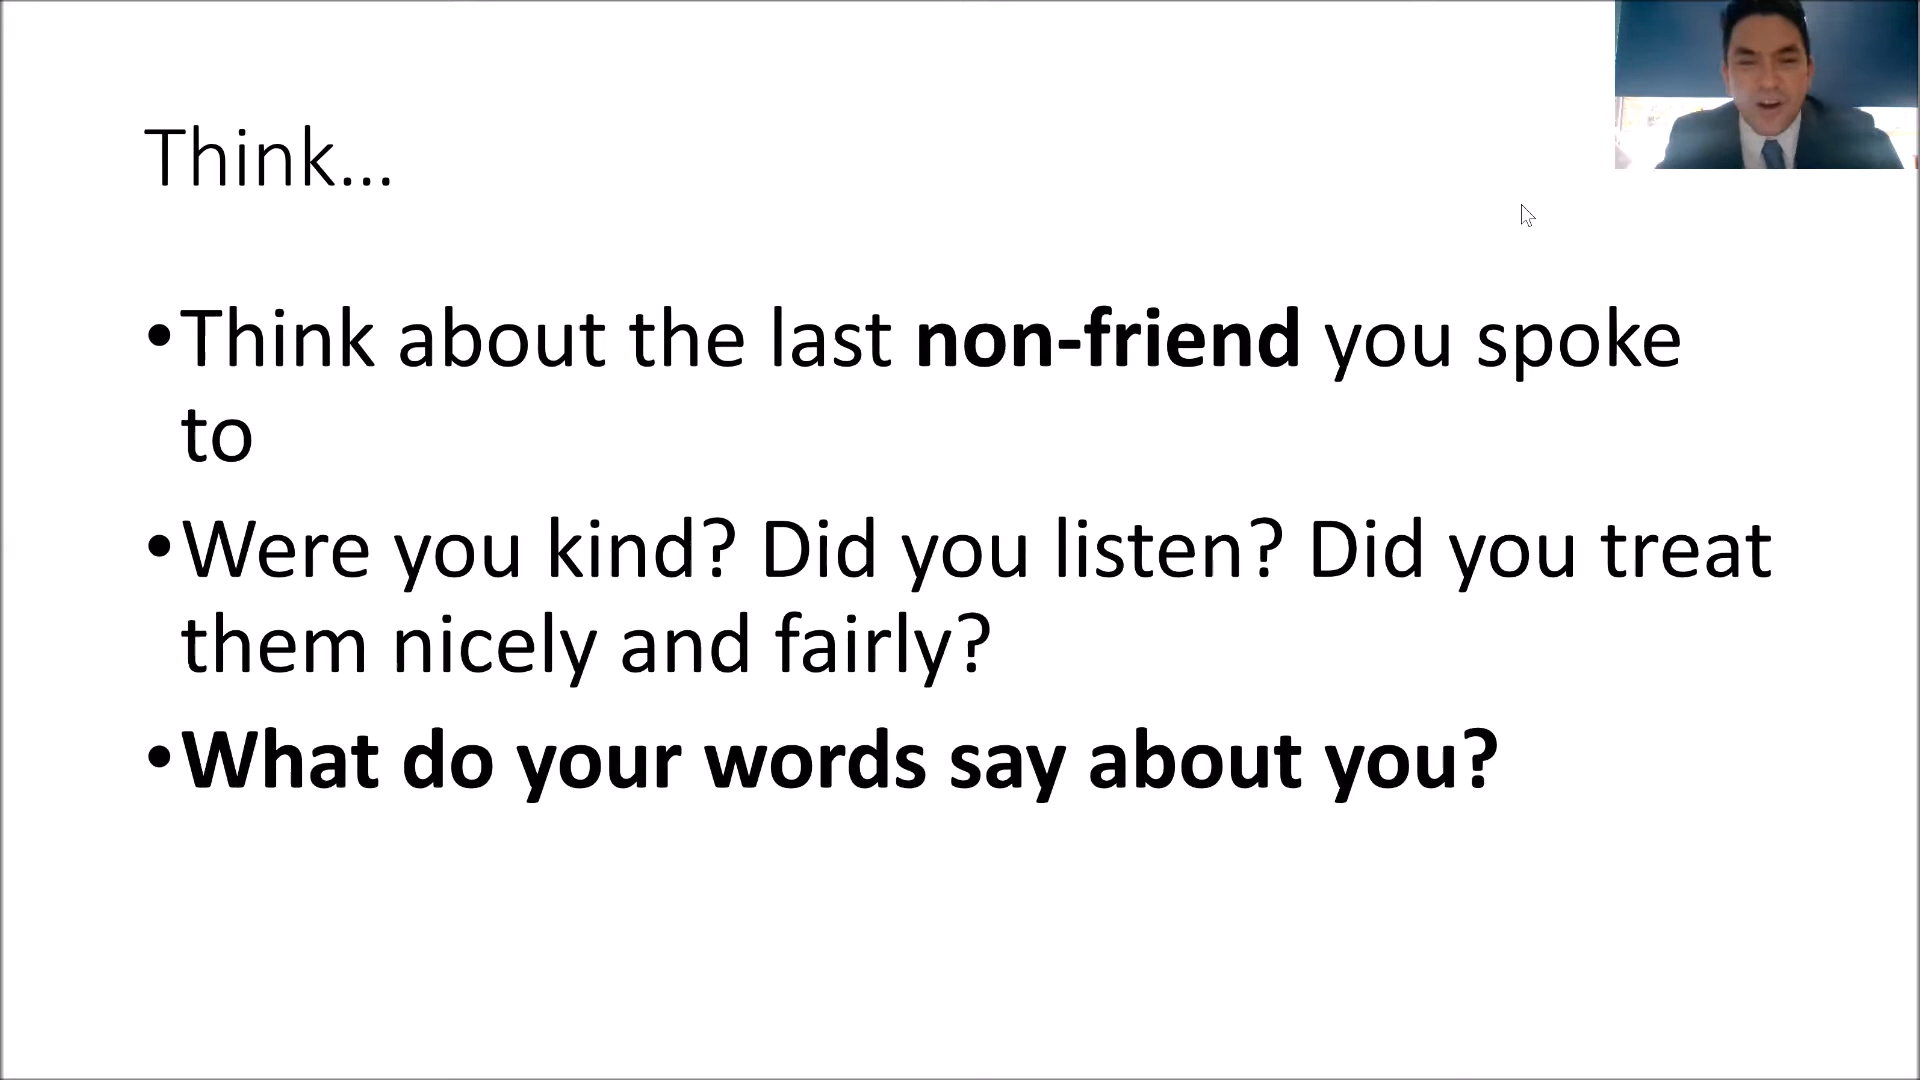 Think...
•Think about the last non-friend you spoke
to
•Were you kind? Did you listen? Did you treat
them nicely and fairly?
•What do your words say about you?